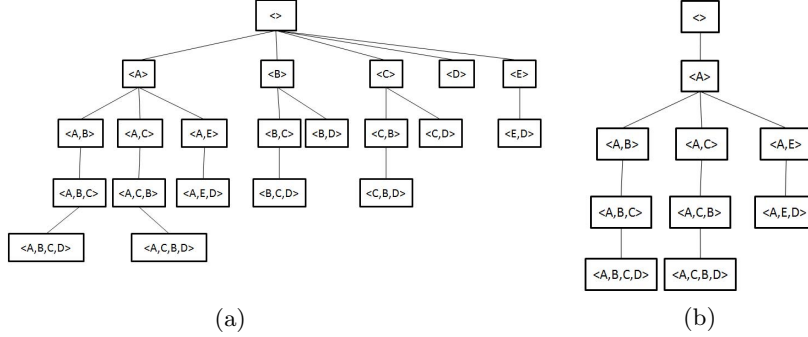 <>
<A> <B> <C> <D> <E>
<A,B> <A,C> <A,E> <B,C> <B,D> <C,B> <C,D> <E,D>
<A,B,C> <A,C,B> <A,E,D> <B,C,D> <C,B,D>
<A,B,C,D> <A,C,B,D>
(a)
<>
<A>
<A,B> <A,C> <A,E>
<A,B,C> <A,C,B> <A,E,D>
<A,B,C,D> <A,C,B,D>
(b)